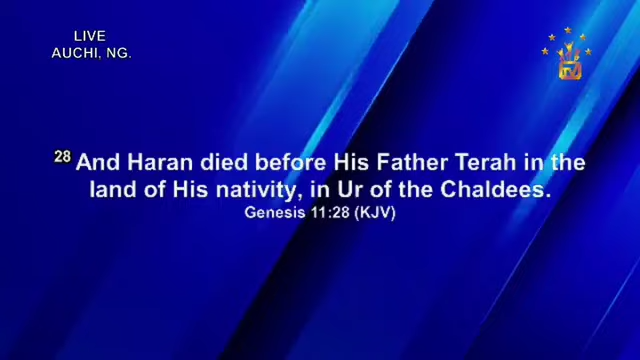 LIVE
AUCHI, NG.
28 And Haran died before His Father Terah in the
land of His nativity, in Ur of the Chaldees.
Genesis 11:28 (KJV)